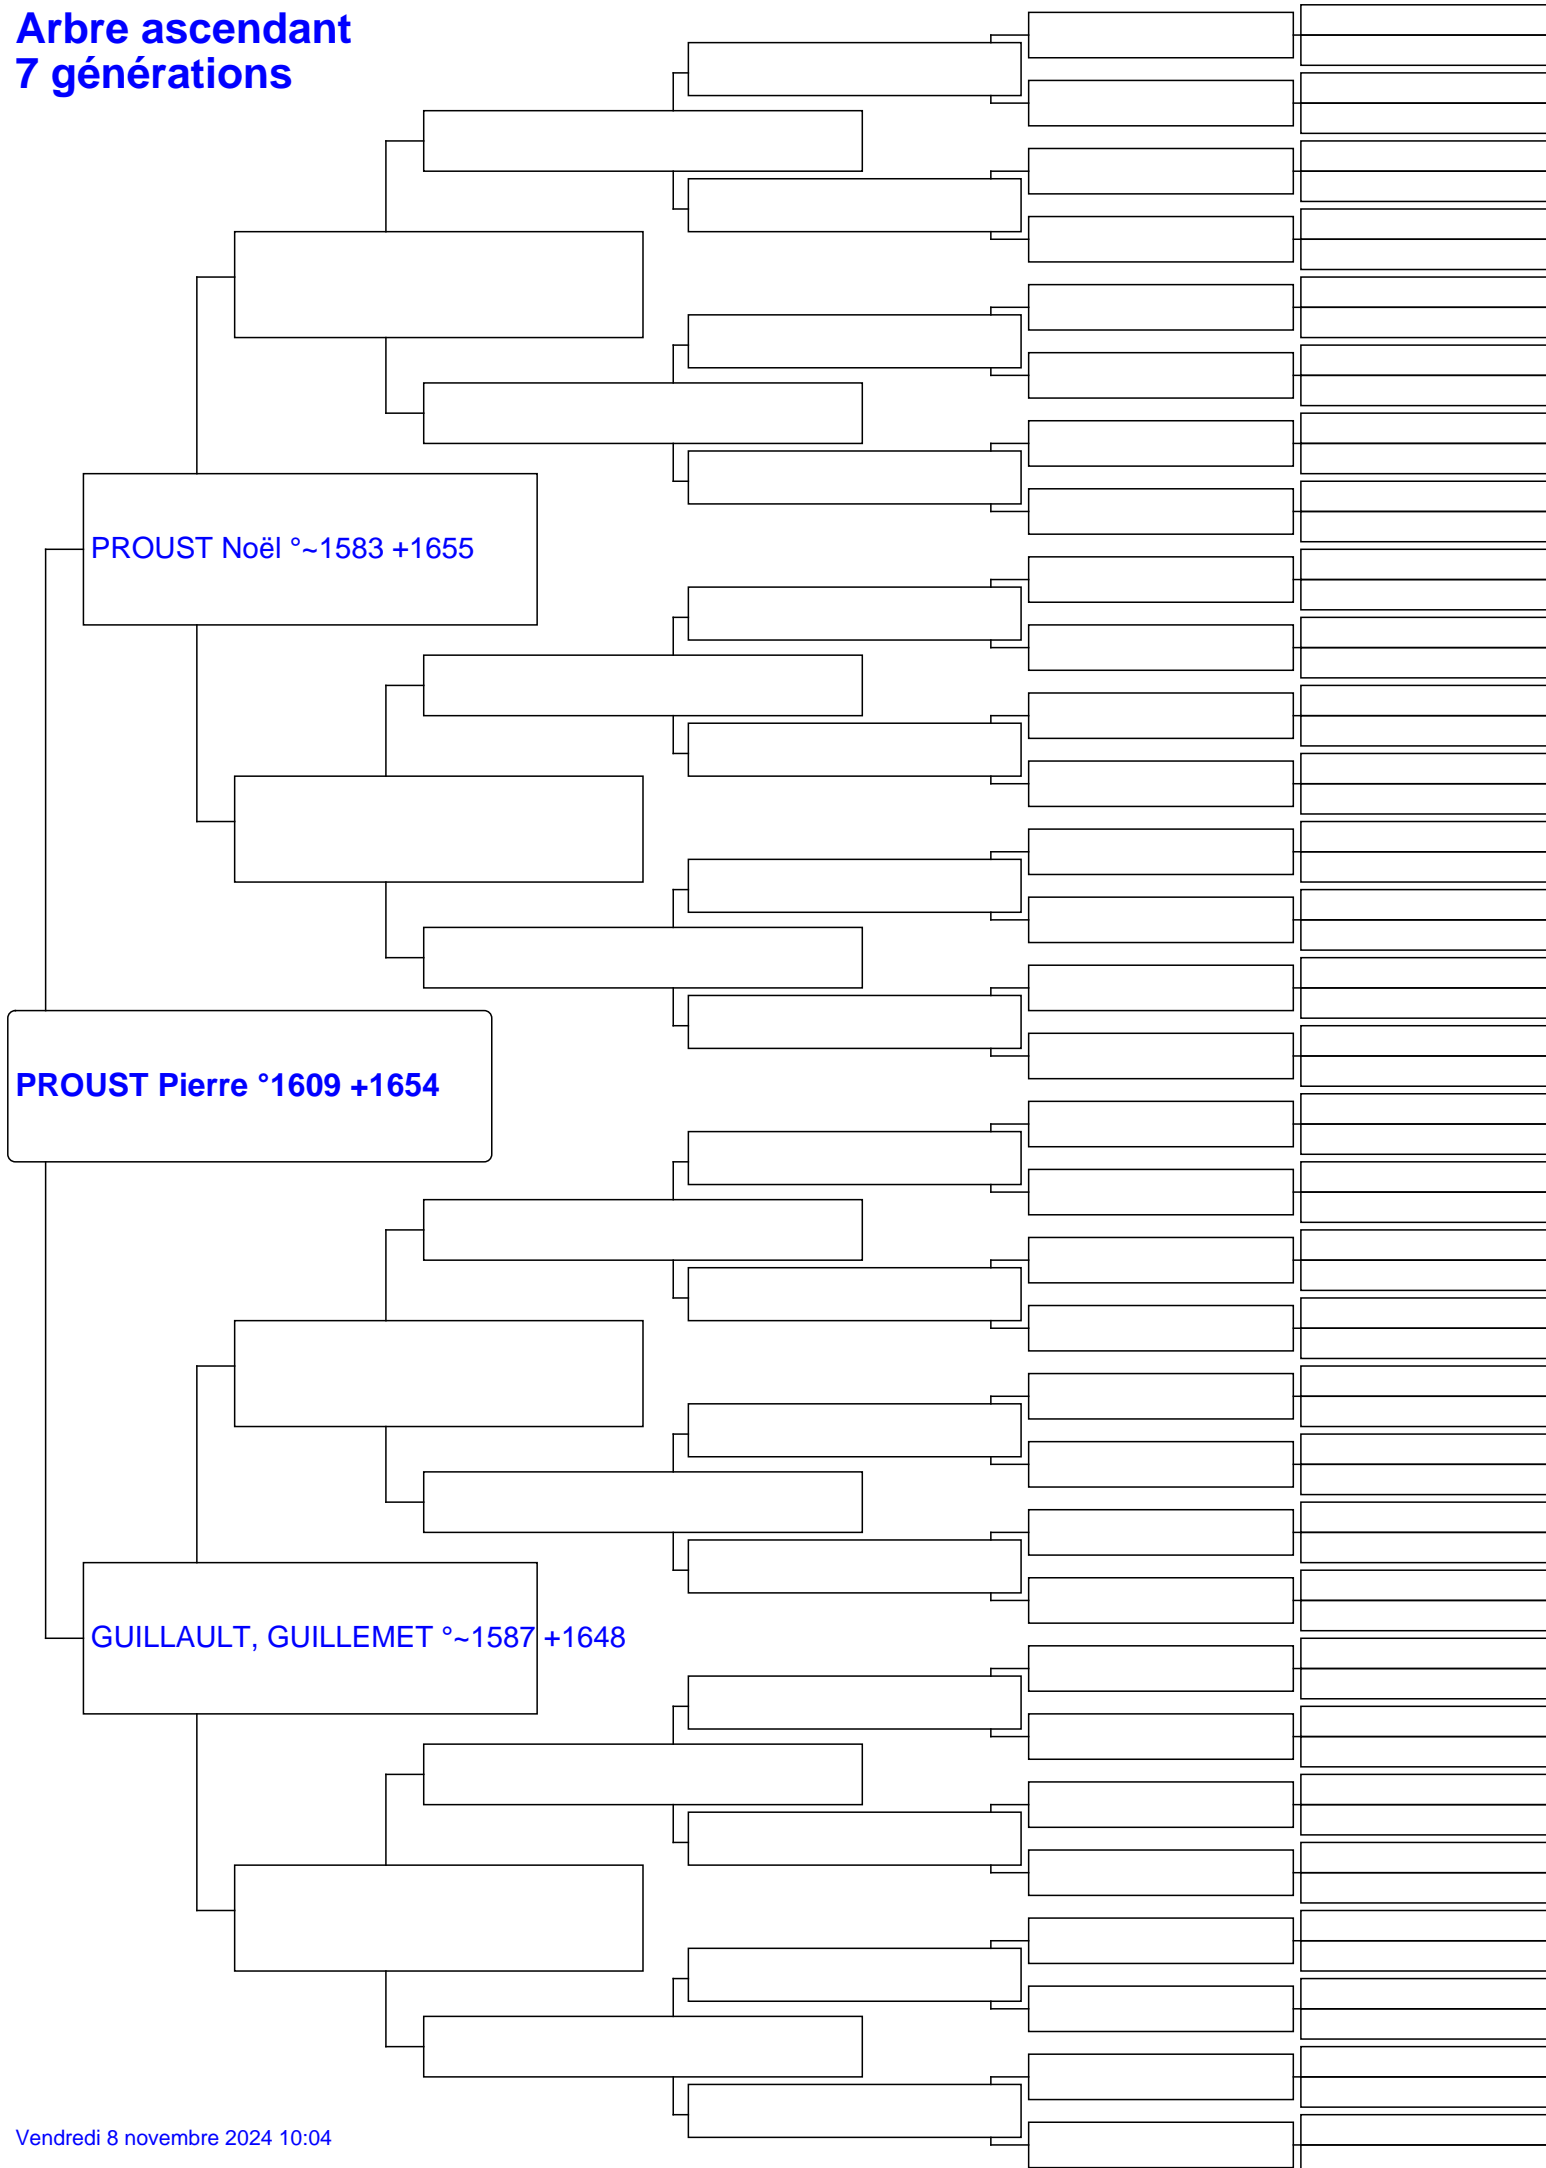 Arbre ascendant
7 générations
PROUST Noël °~1583 +1655
PROUST Pierre °1609 +1654
GUILLAULT, GUILLEMET °~1587 +1648
Vendredi 8 novembre 2024 10:04